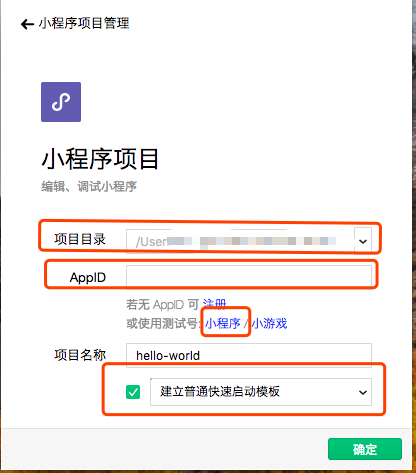 小程序项目管理
小程序项目
编辑、调试小程序
项目目录 /User
AppID
若无 AppID 可 注册
或使用测试号: 小程序 / 小游戏
项目名称 hello-world
建立普通快速启动模板
确定